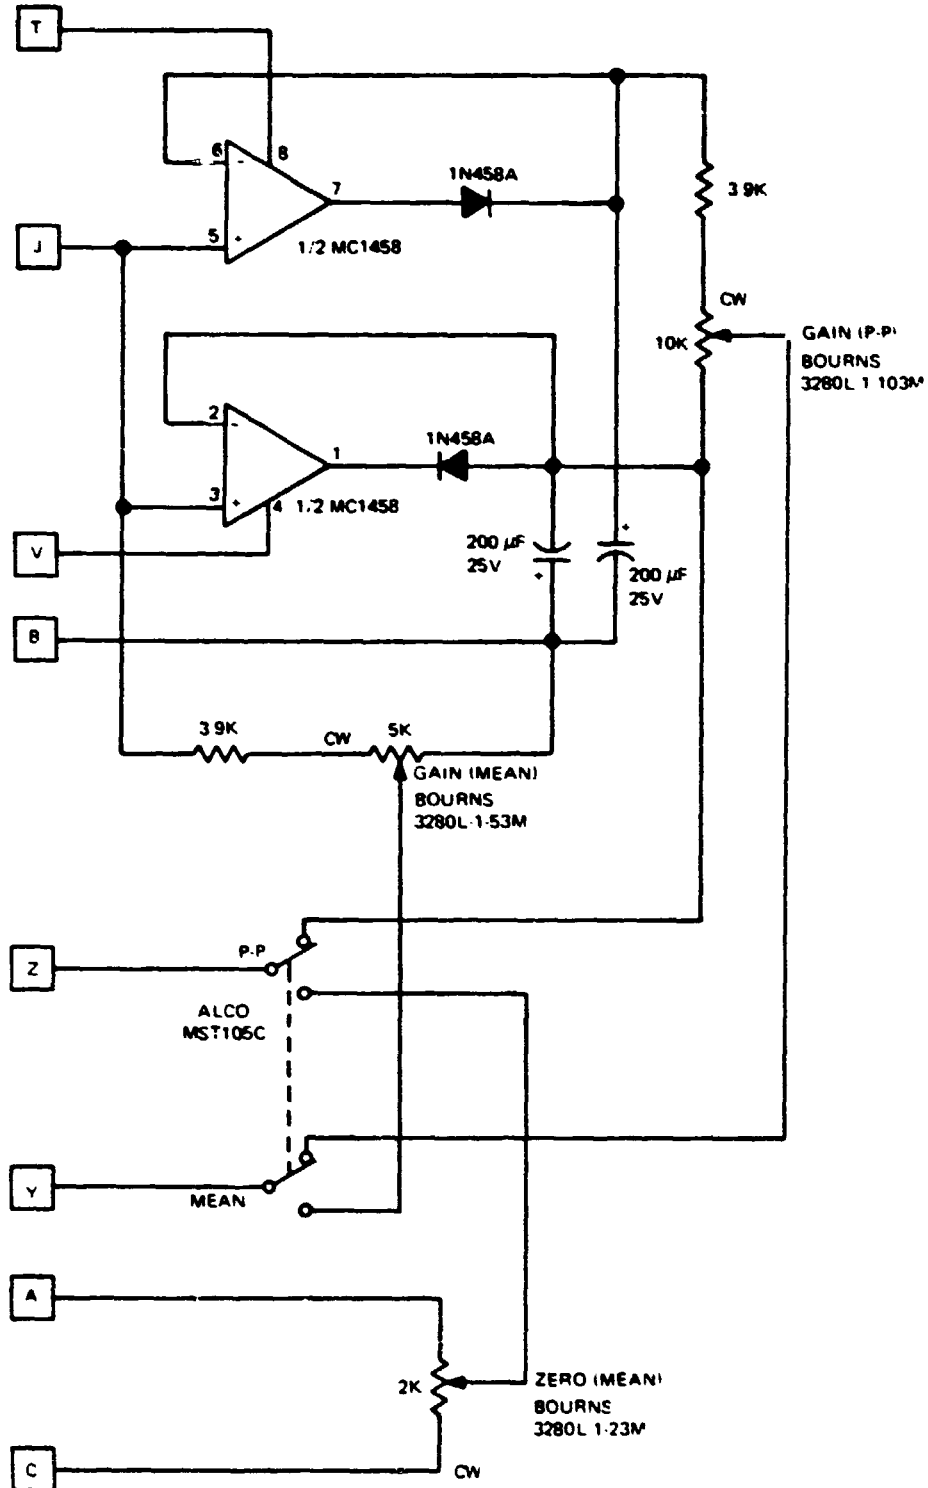 T
6
-
8
1N458A
7
3 9K
J
5
+
1/2 MC1458
CW
10K
GAIN (P-P)
BOURNS
3280L 1 103M
2
-
1N458A
1
3
+
4 1/2 MC1458
V
200 µF
25V
+
+
200 µF
25V
B
3 9K
CW
5K
GAIN (MEAN)
BOURNS
3280L-1-53M
P-P
Z
ALCO
MST105C
Y
MEAN
A
2K
ZERO (MEAN)
BOURNS
3280L 1-23M
C
CW